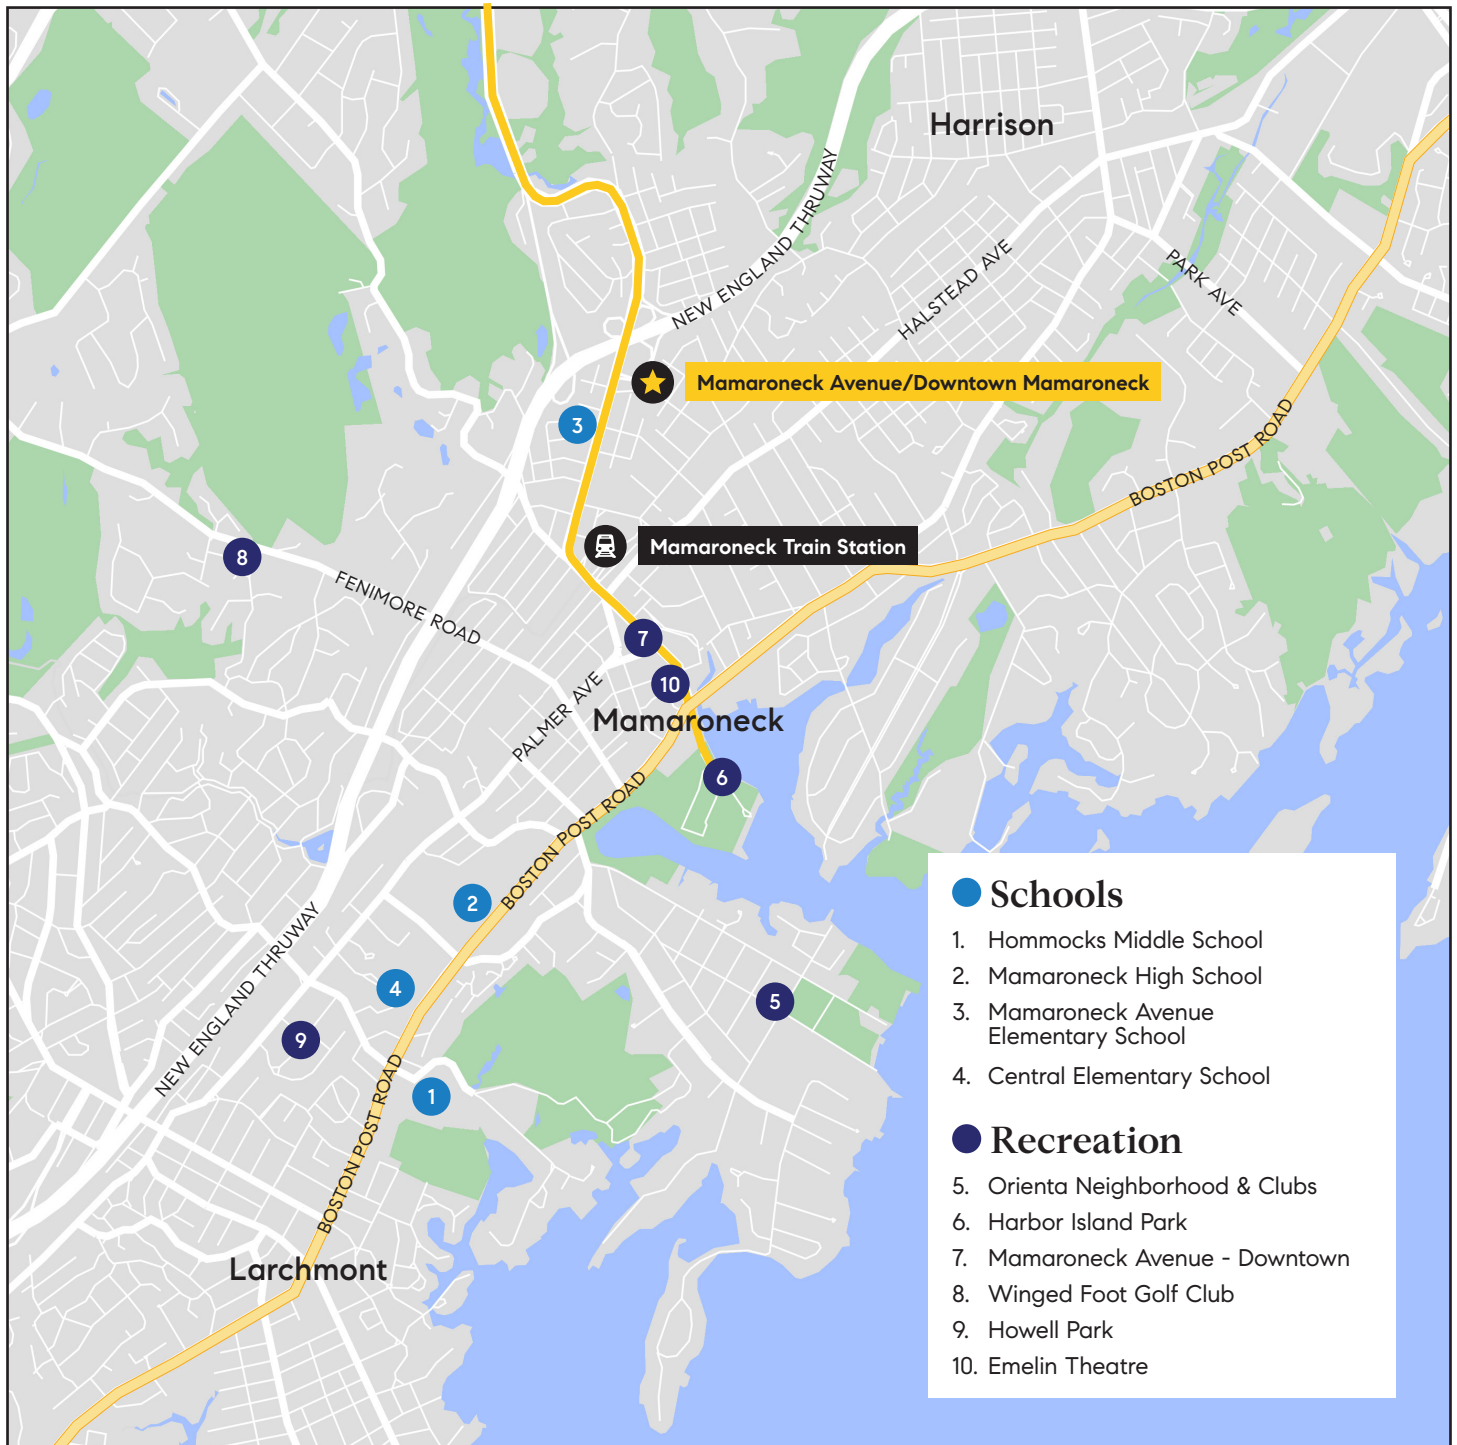 Harrison
NEW ENGLAND THRUWAY
HALSTEAD AVE
PARK AVE
Mamaroneck Avenue/Downtown Mamaroneck
3
BOSTON POST ROAD
Mamaroneck Train Station
8
FENIMORE ROAD
7
10
PALMER AVE
Mamaroneck
6
BOSTON POST ROAD
2
4
5
9
NEW ENGLAND THRUWAY
1
BOSTON POST ROAD
Larchmont
Schools
1. Hommocks Middle School
2. Mamaroneck High School
3. Mamaroneck Avenue
Elementary School
4. Central Elementary School
Recreation
5. Orienta Neighborhood & Clubs
6. Harbor Island Park
7. Mamaroneck Avenue - Downtown
8. Winged Foot Golf Club
9. Howell Park
10. Emelin Theatre